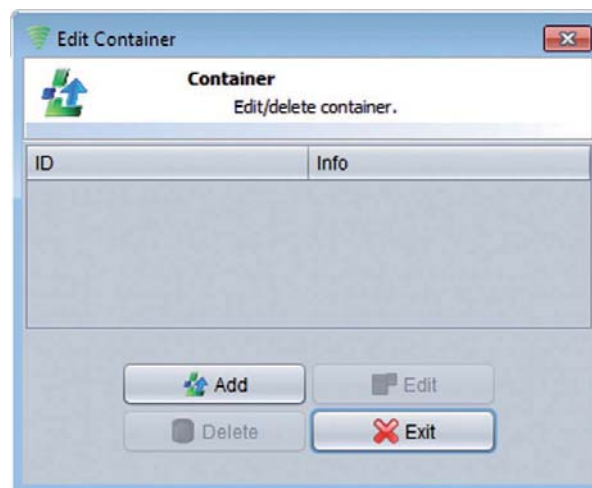 Edit Container
Container
Edit/delete container.
ID Info
Add Edit
Delete Exit